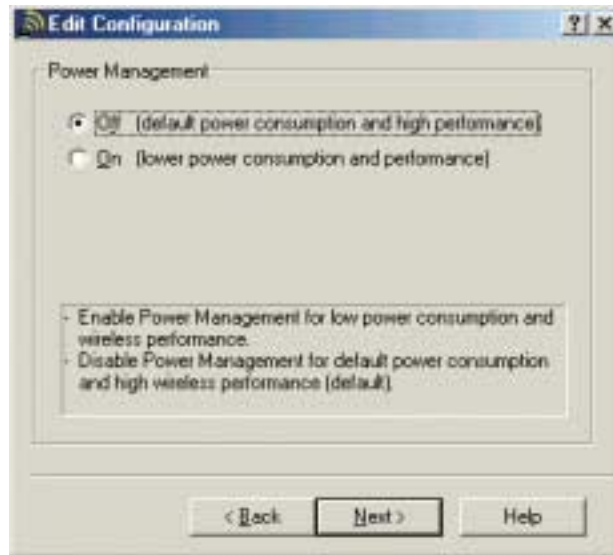 Edit Configuration
Power Management
Off (default power consumption and high performance)
On (lower power consumption and performance)
- Enable Power Management for low power consumption and
wireless performance.
- Disable Power Management for default power consumption
and high wireless performance (default)
< Back
Next >
Help